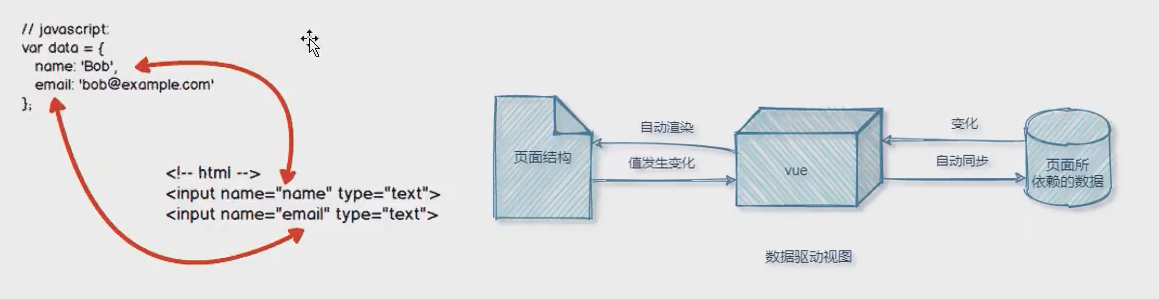 // javascript:
var data = {
name: 'Bob',
email: 'bob@example.com'
};
<!-- html -->
<input name="name" type="text">
<input name="email" type="text">
页面结构
自动渲染
值发生变化
vue
变化
自动同步
页面所
依赖的数据
数据驱动视图